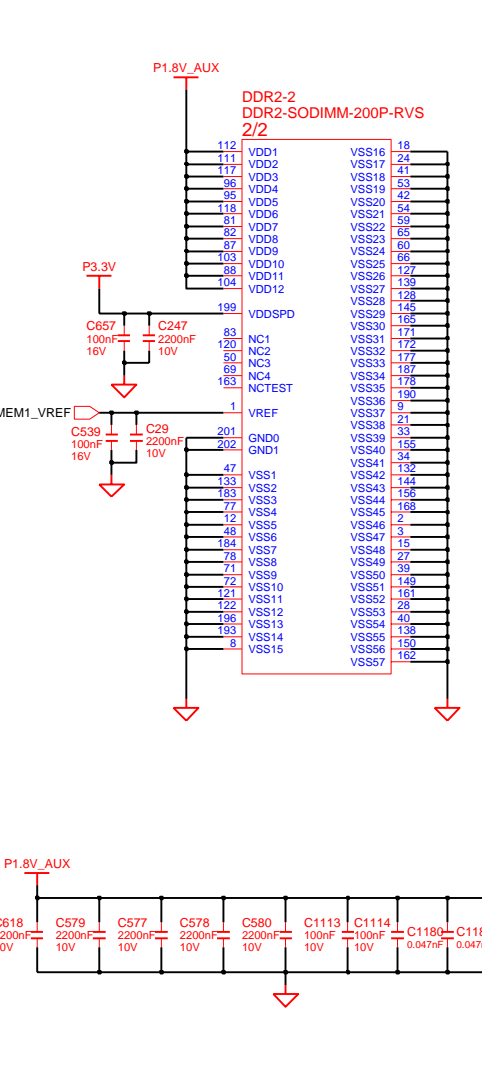 P1.8V_AUX
DDR2-2
DDR2-SODIMM-200P-RVS
2/2
112 VDD1 VSS16 18
111 VDD2 VSS17 24
117 VDD3 VSS18 41
96 VDD4 VSS19 53
95 VDD5 VSS20 42
118 VDD6 VSS21 54
81 VDD7 VSS22 59
82 VDD8 VSS23 65
87 VDD9 VSS24 60
103 VDD10 VSS25 66
88 VDD11 VSS26 127
104 VDD12 VSS27 139
VSS28 128
P3.3V
199 VDDSPD VSS29 145
VSS30 165
C657 C247
100nF 2200nF
16V 10V
83 NC1 VSS31 171
120 NC2 VSS32 172
50 NC3 VSS33 177
69 NC4 VSS34 187
163 NCTEST VSS35 178
VSS36 190
MEM1_VREF 1 VREF VSS37 9
VSS38 21
C539 C29
100nF 2200nF
16V 10V
201 GND0 VSS39 33
202 GND1 VSS40 155
VSS41 34
47 VSS1 VSS42 132
133 VSS2 VSS43 144
183 VSS3 VSS44 156
77 VSS4 VSS45 168
12 VSS5 VSS46 2
48 VSS6 VSS47 3
184 VSS7 VSS48 15
78 VSS8 VSS49 27
71 VSS9 VSS50 39
72 VSS10 VSS51 149
121 VSS11 VSS52 161
122 VSS12 VSS53 28
196 VSS13 VSS54 40
193 VSS14 VSS55 138
8 VSS15 VSS56 150
VSS57 162
P1.8V_AUX
C618 C579 C577 C578 C580 C1113 C1114 C1180
2200nF 2200nF 2200nF 2200nF 2200nF 100nF 100nF 0.047nF 0.047nF
10V 10V 10V 10V 10V 10V 10V